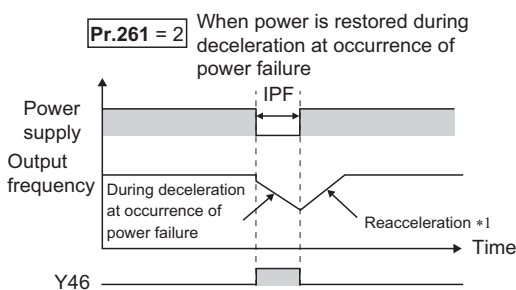 Pr.261 = 2
When power is restored during
deceleration at occurrence of
power failure
IPF
Power
supply
Output
frequency
During deceleration
at occurrence of
power failure
Reacceleration *1
Time
Y46